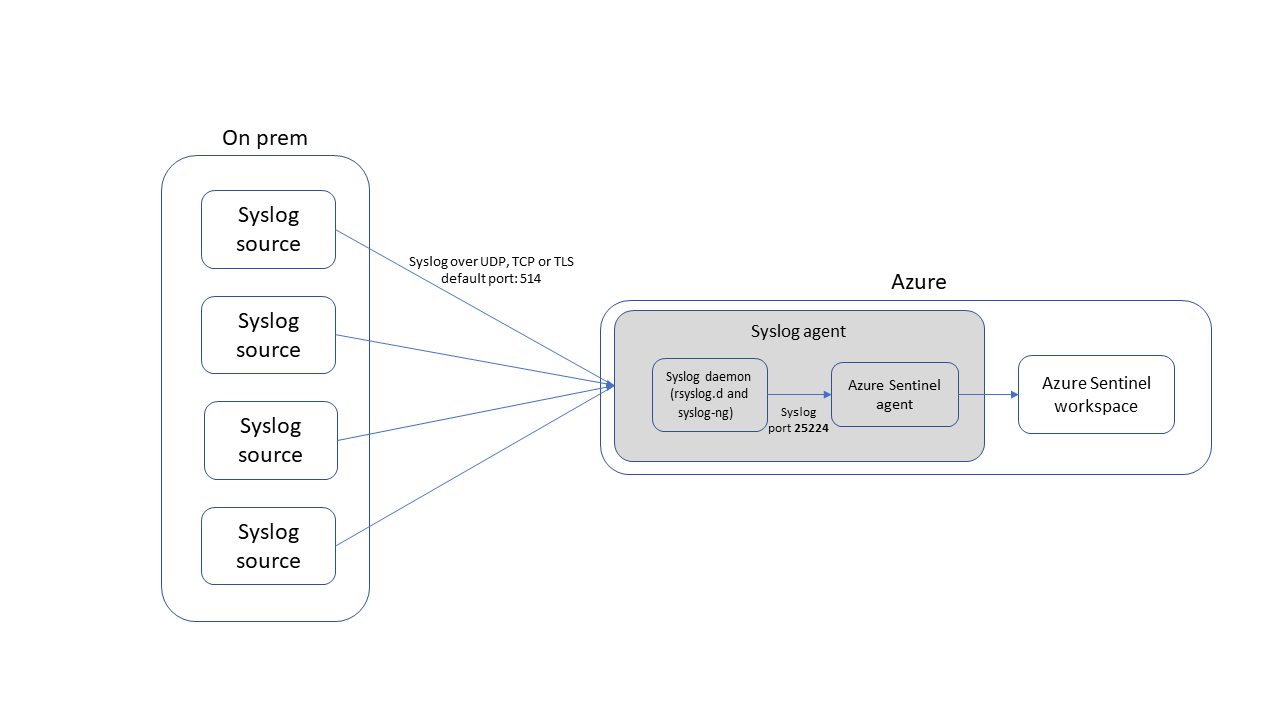 On prem
Syslog
source
Syslog
source
Syslog
source
Syslog
source
Syslog over UDP, TCP or TLS
default port: 514
Azure
Syslog agent
Syslog daemon
(rsyslog.d and
syslog-ng)
Syslog
port 25224
Azure Sentinel
agent
Azure Sentinel
workspace